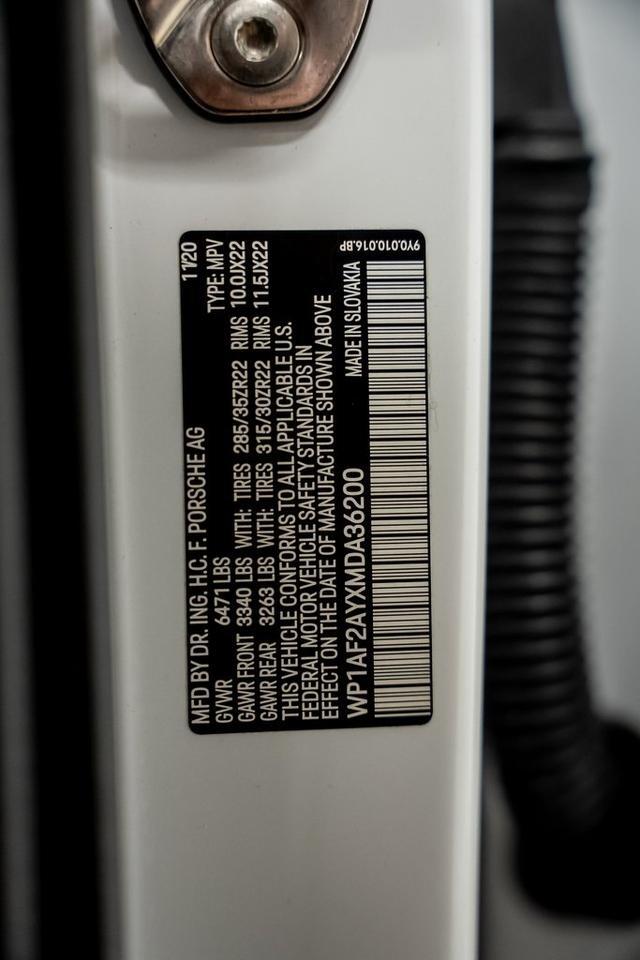 MFD BY DR. ING. H.C. F. PORSCHE AG 11/20
GVWR 6471 LBS TYPE: MPV
GAWR FRONT 3340 LBS WITH: TIRES 285/35ZR22 RIMS 10.0JX22
GAWR REAR 3263 LBS WITH: TIRES 315/30ZR22 RIMS 11.5JX22
THIS VEHICLE CONFORMS TO ALL APPLICABLE U.S.
FEDERAL MOTOR VEHICLE SAFETY STANDARDS IN
EFFECT ON THE DATE OF MANUFACTURE SHOWN ABOVE
WP1AF2AYXMDA36200 MADE IN SLOVAKIA
9Y0.010.016.BP